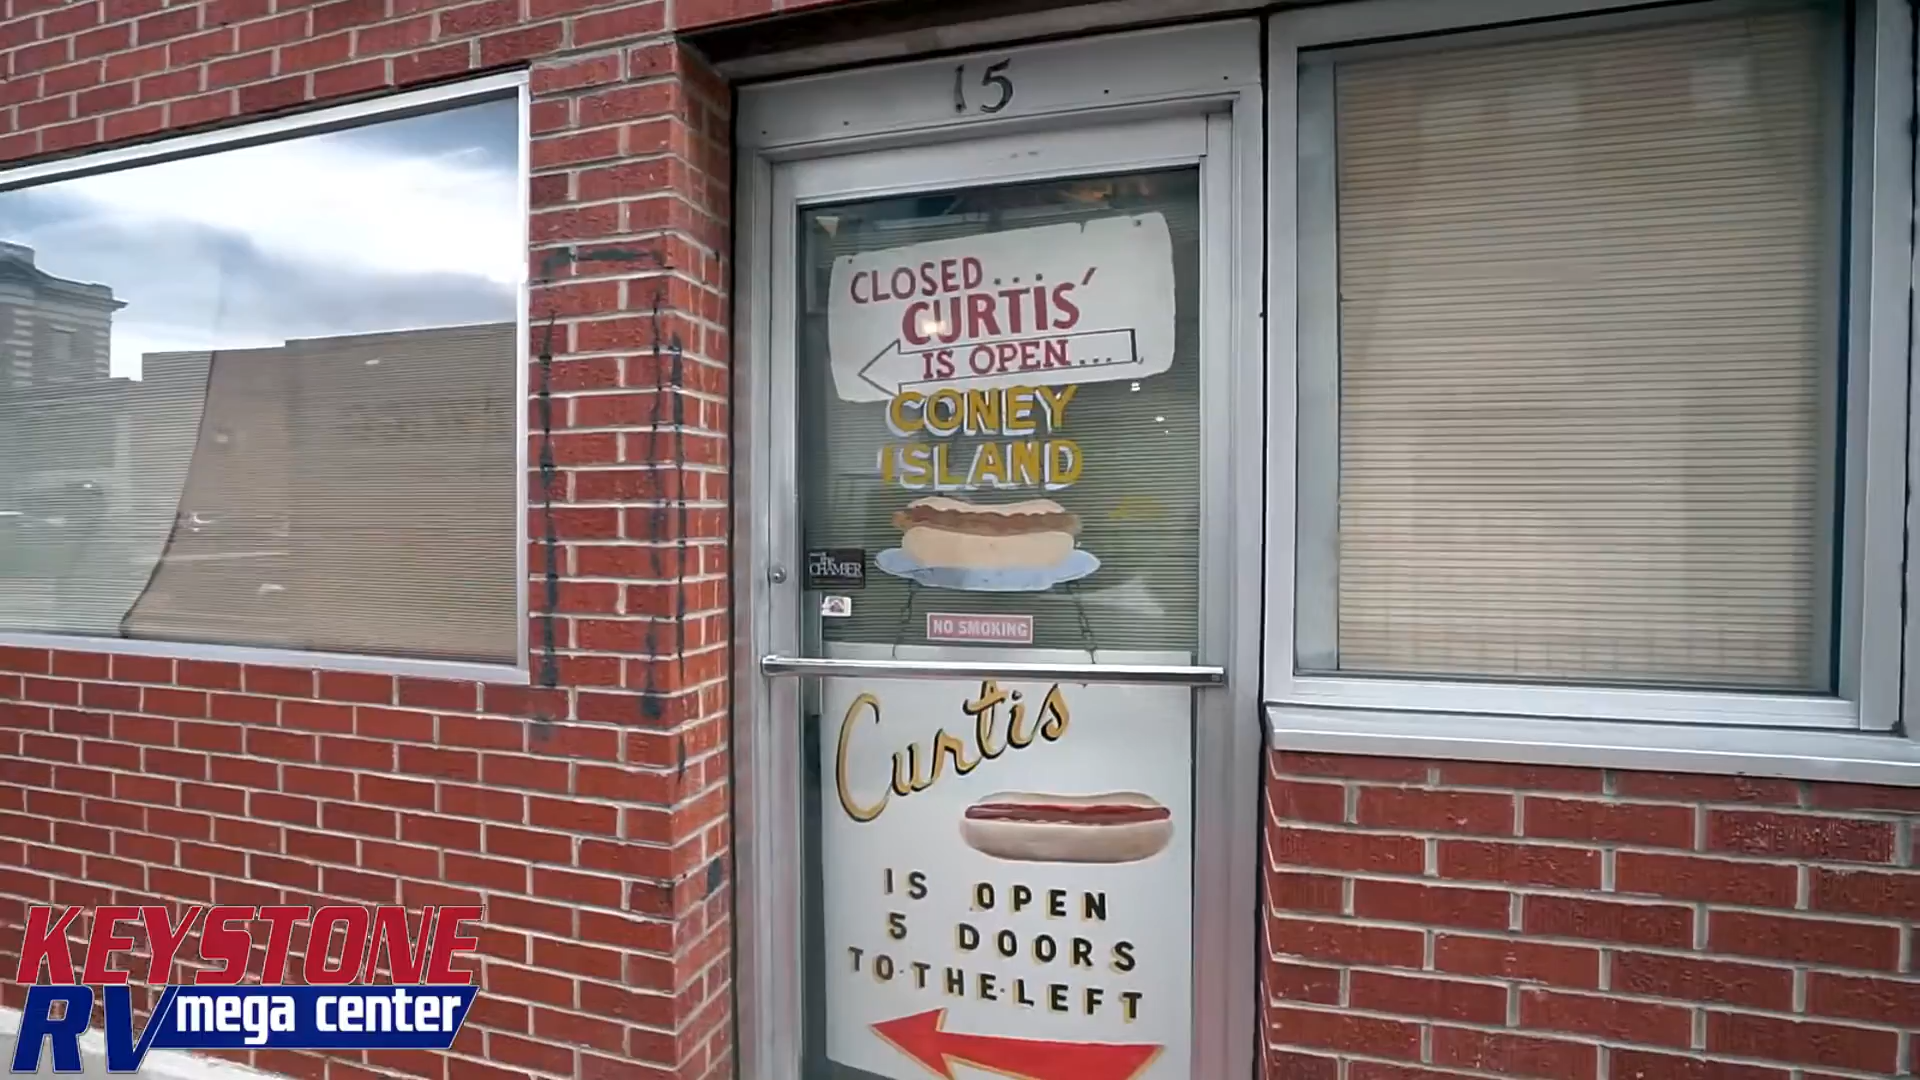 15
CLOSED...
CURTIS'
IS OPEN...
CONEY
ISLAND
CHAMBER
NO SMOKING
Curtis'
IS OPEN
5 DOORS
TO·THE·LEFT
KEYSTONE
RV mega center